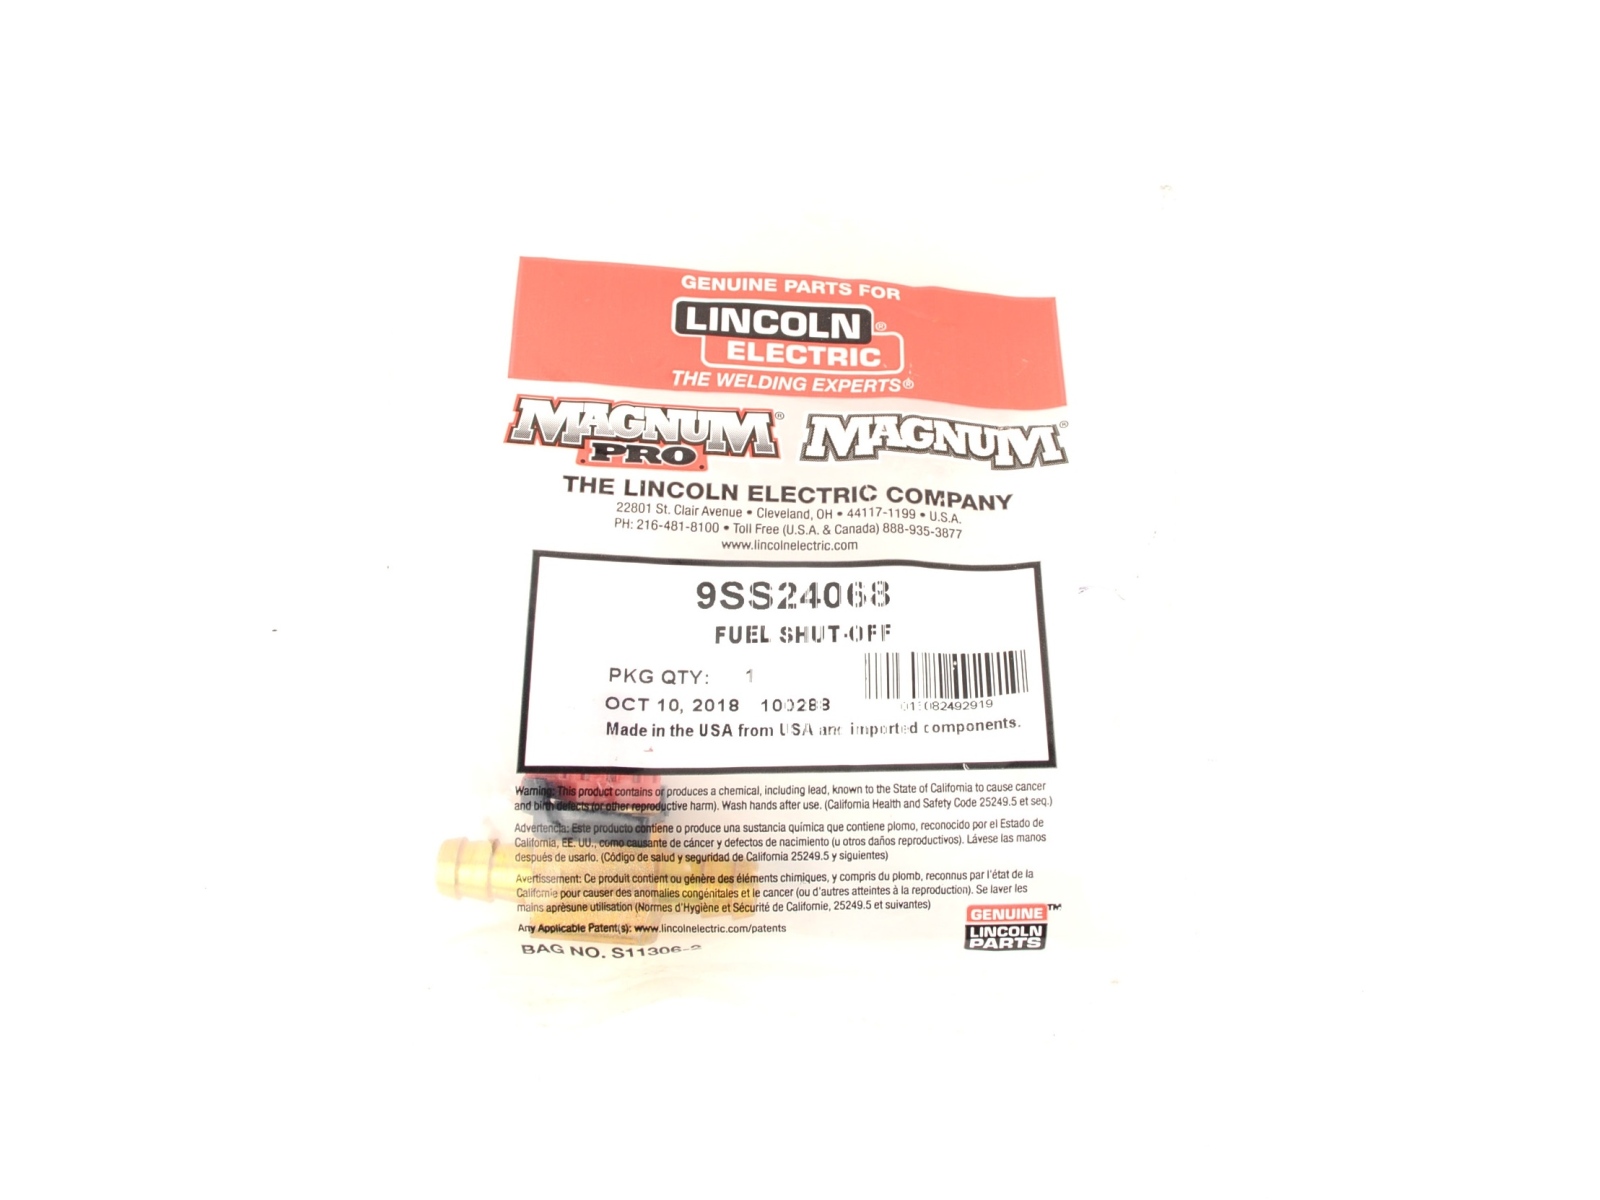 GENUINE PARTS FOR
LINCOLN®
ELECTRIC
THE WELDING EXPERTS®
MAGNUM® MAGNUM®
PRO
THE LINCOLN ELECTRIC COMPANY
22801 St. Clair Avenue • Cleveland, OH • 44117-1199 • U.S.A.
PH: 216-481-8100 • Toll Free (U.S.A. & Canada) 888-935-3877
www.lincolnelectric.com
9SS24068
FUEL SHUT-OFF
PKG QTY: 1
OCT 10, 2018 100288
015082492919
Made in the USA from USA and imported components.
Warning: This product contains or produces a chemical, including lead, known to the State of California to cause cancer
and birth defects (or other reproductive harm). Wash hands after use. (California Health and Safety Code 25249.5 et seq.)
Advertencia: Este producto contiene o produce una sustancia química que contiene plomo, reconocido por el Estado de
California, EE. UU., como causante de cáncer y defectos de nacimiento (u otros daños reproductivos). Lávese las manos
después de usarlo. (Código de salud y seguridad de California 25249.5 y siguientes)
Avertissement: Ce produit contient ou génère des éléments chimiques, y compris du plomb, reconnus par l'état de la
Californie pour causer des anomalies congénitales et le cancer (ou d'autres atteintes à la reproduction). Se laver les
mains aprèsune utilisation (Normes d'Hygiène et Sécurité de Californie, 25249.5 et suivantes)
Any Applicable Patent(s): www.lincolnelectric.com/patents
BAG NO. S11306-2
GENUINE™
LINCOLN
PARTS